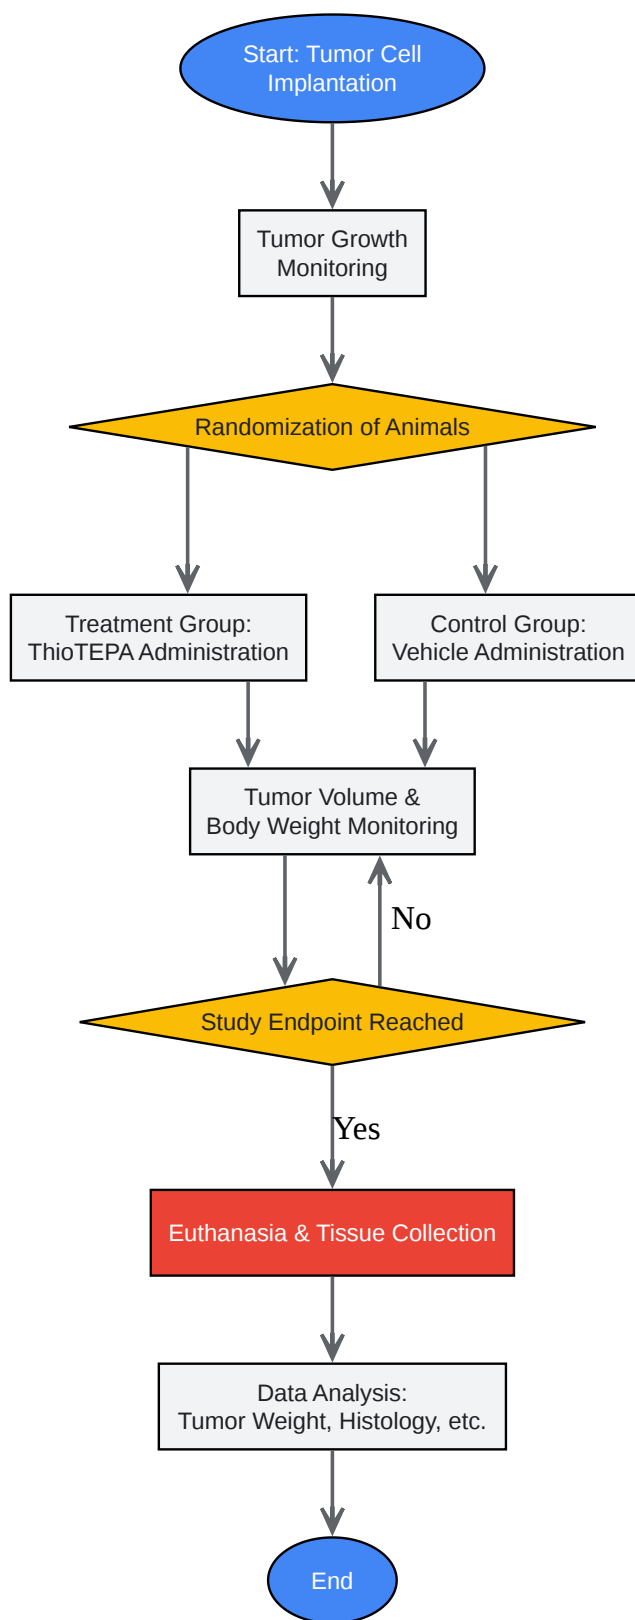 Start: Tumor Cell
Implantation
Tumor Growth
Monitoring
Randomization of Animals
Treatment Group:
ThioTEPA Administration
Control Group:
Vehicle Administration
Tumor Volume &
Body Weight Monitoring
No
Study Endpoint Reached
Yes
Euthanasia & Tissue Collection
Data Analysis:
Tumor Weight, Histology, etc.
End